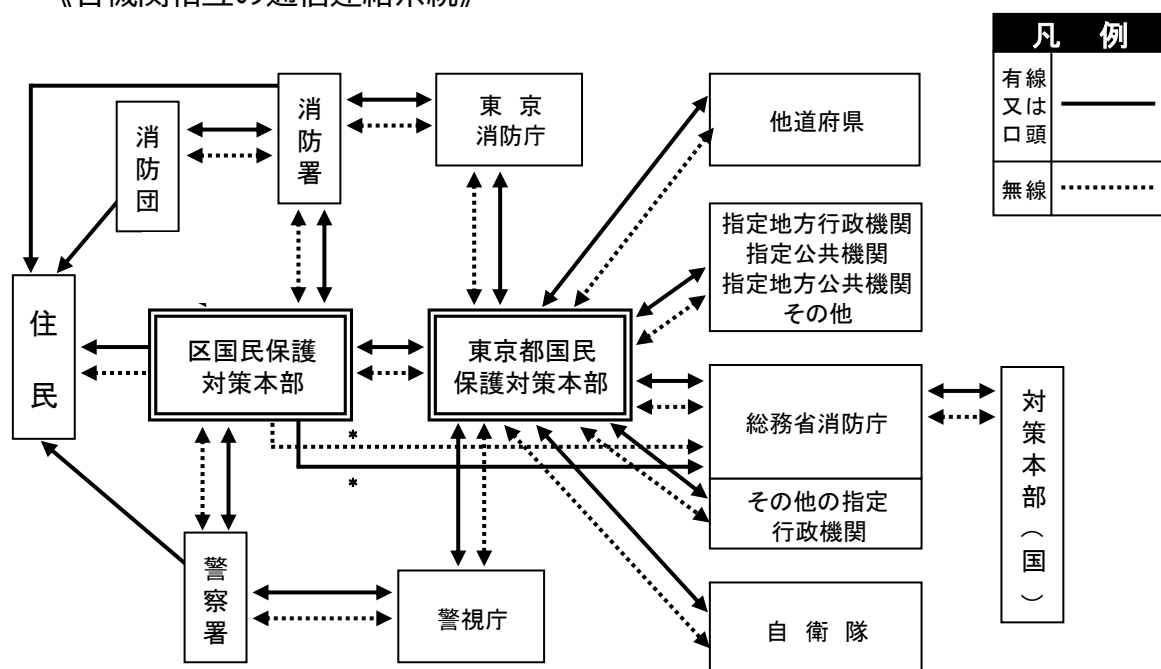 《各機関相互の通信連絡系統》
凡 例
有線
又は
口頭
無線
消防署
東 京
消防庁
他道府県
消防団
指定地方行政機関
指定公共機関
指定地方公共機関
その他
住民
区国民保護
対策本部
東京都国民
保護対策本部
総務省消防庁
対策本部(国)
*
*
その他の指定
行政機関
警察署
警視庁
自 衛 隊